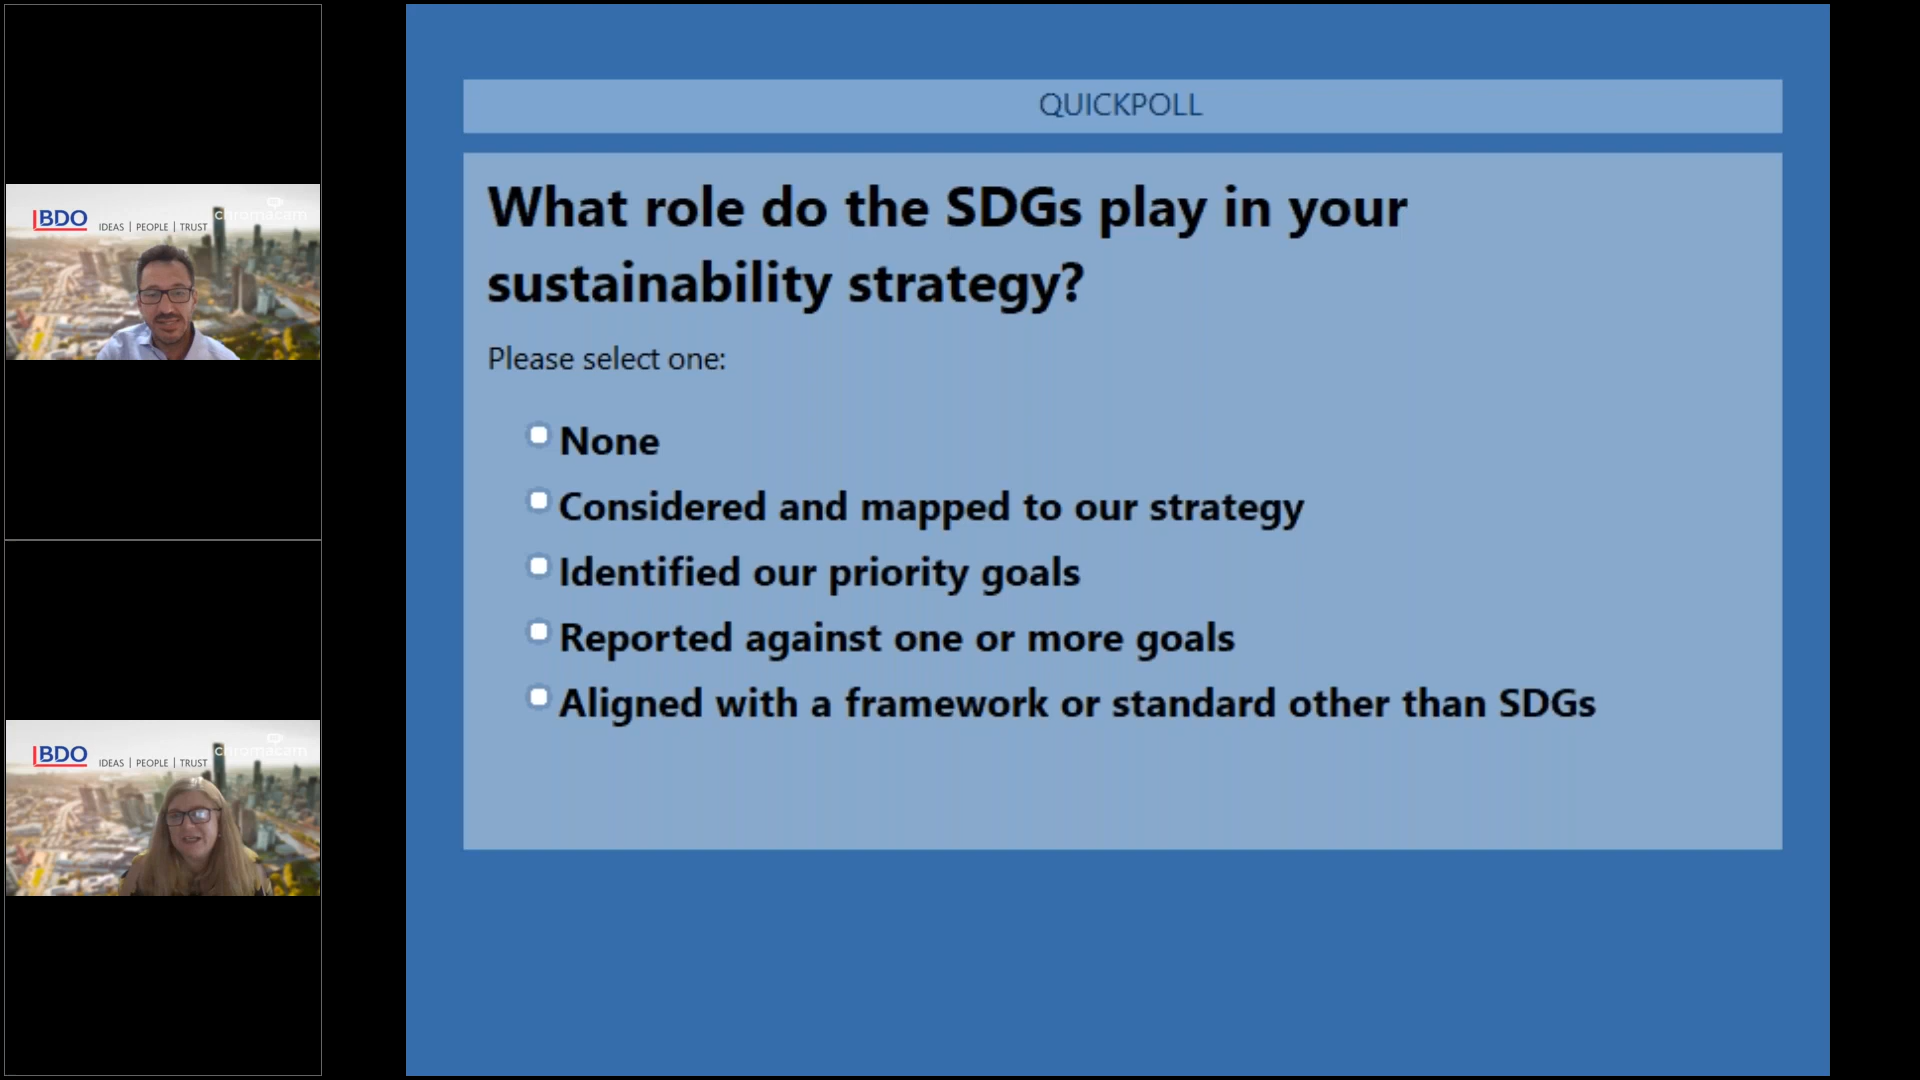 BDO
IDEAS | PEOPLE | TRUST
chromacam
BDO
IDEAS | PEOPLE | TRUST
chromacam
QUICKPOLL
What role do the SDGs play in your
sustainability strategy?
Please select one:
None
Considered and mapped to our strategy
Identified our priority goals
Reported against one or more goals
Aligned with a framework or standard other than SDGs